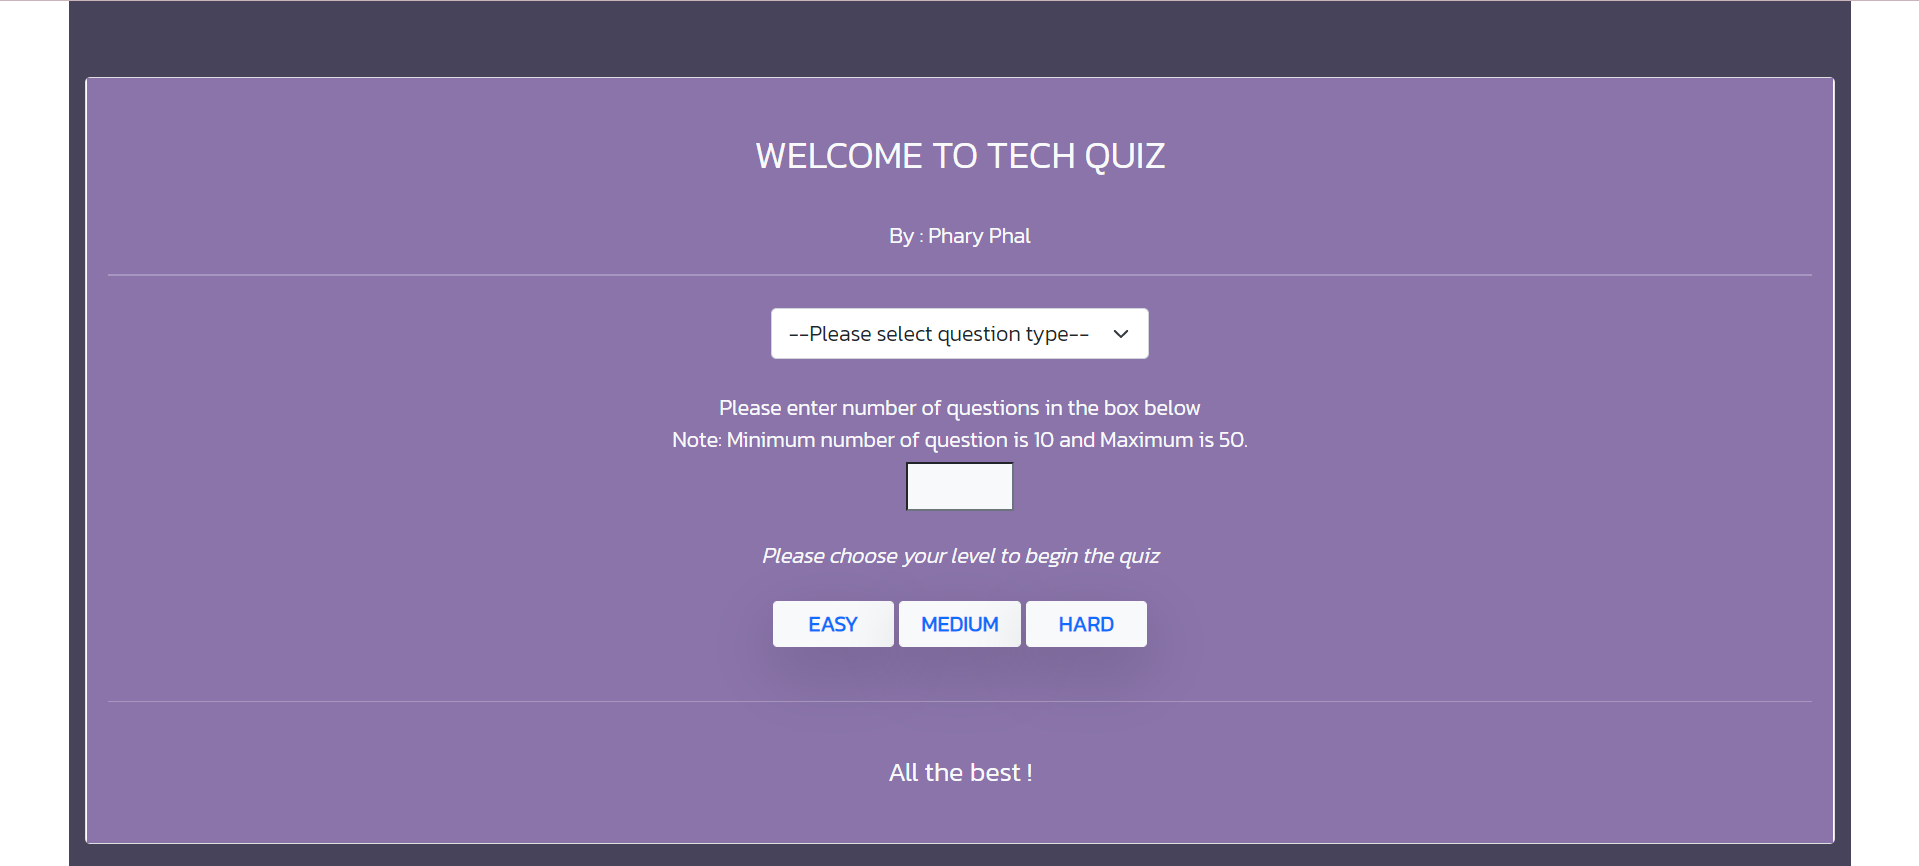 WELCOME TO TECH QUIZ
By : Phary Phal
--Please select question type--
Please enter number of questions in the box below
Note: Minimum number of question is 10 and Maximum is 50.
Please choose your level to begin the quiz
EASY MEDIUM HARD
All the best !